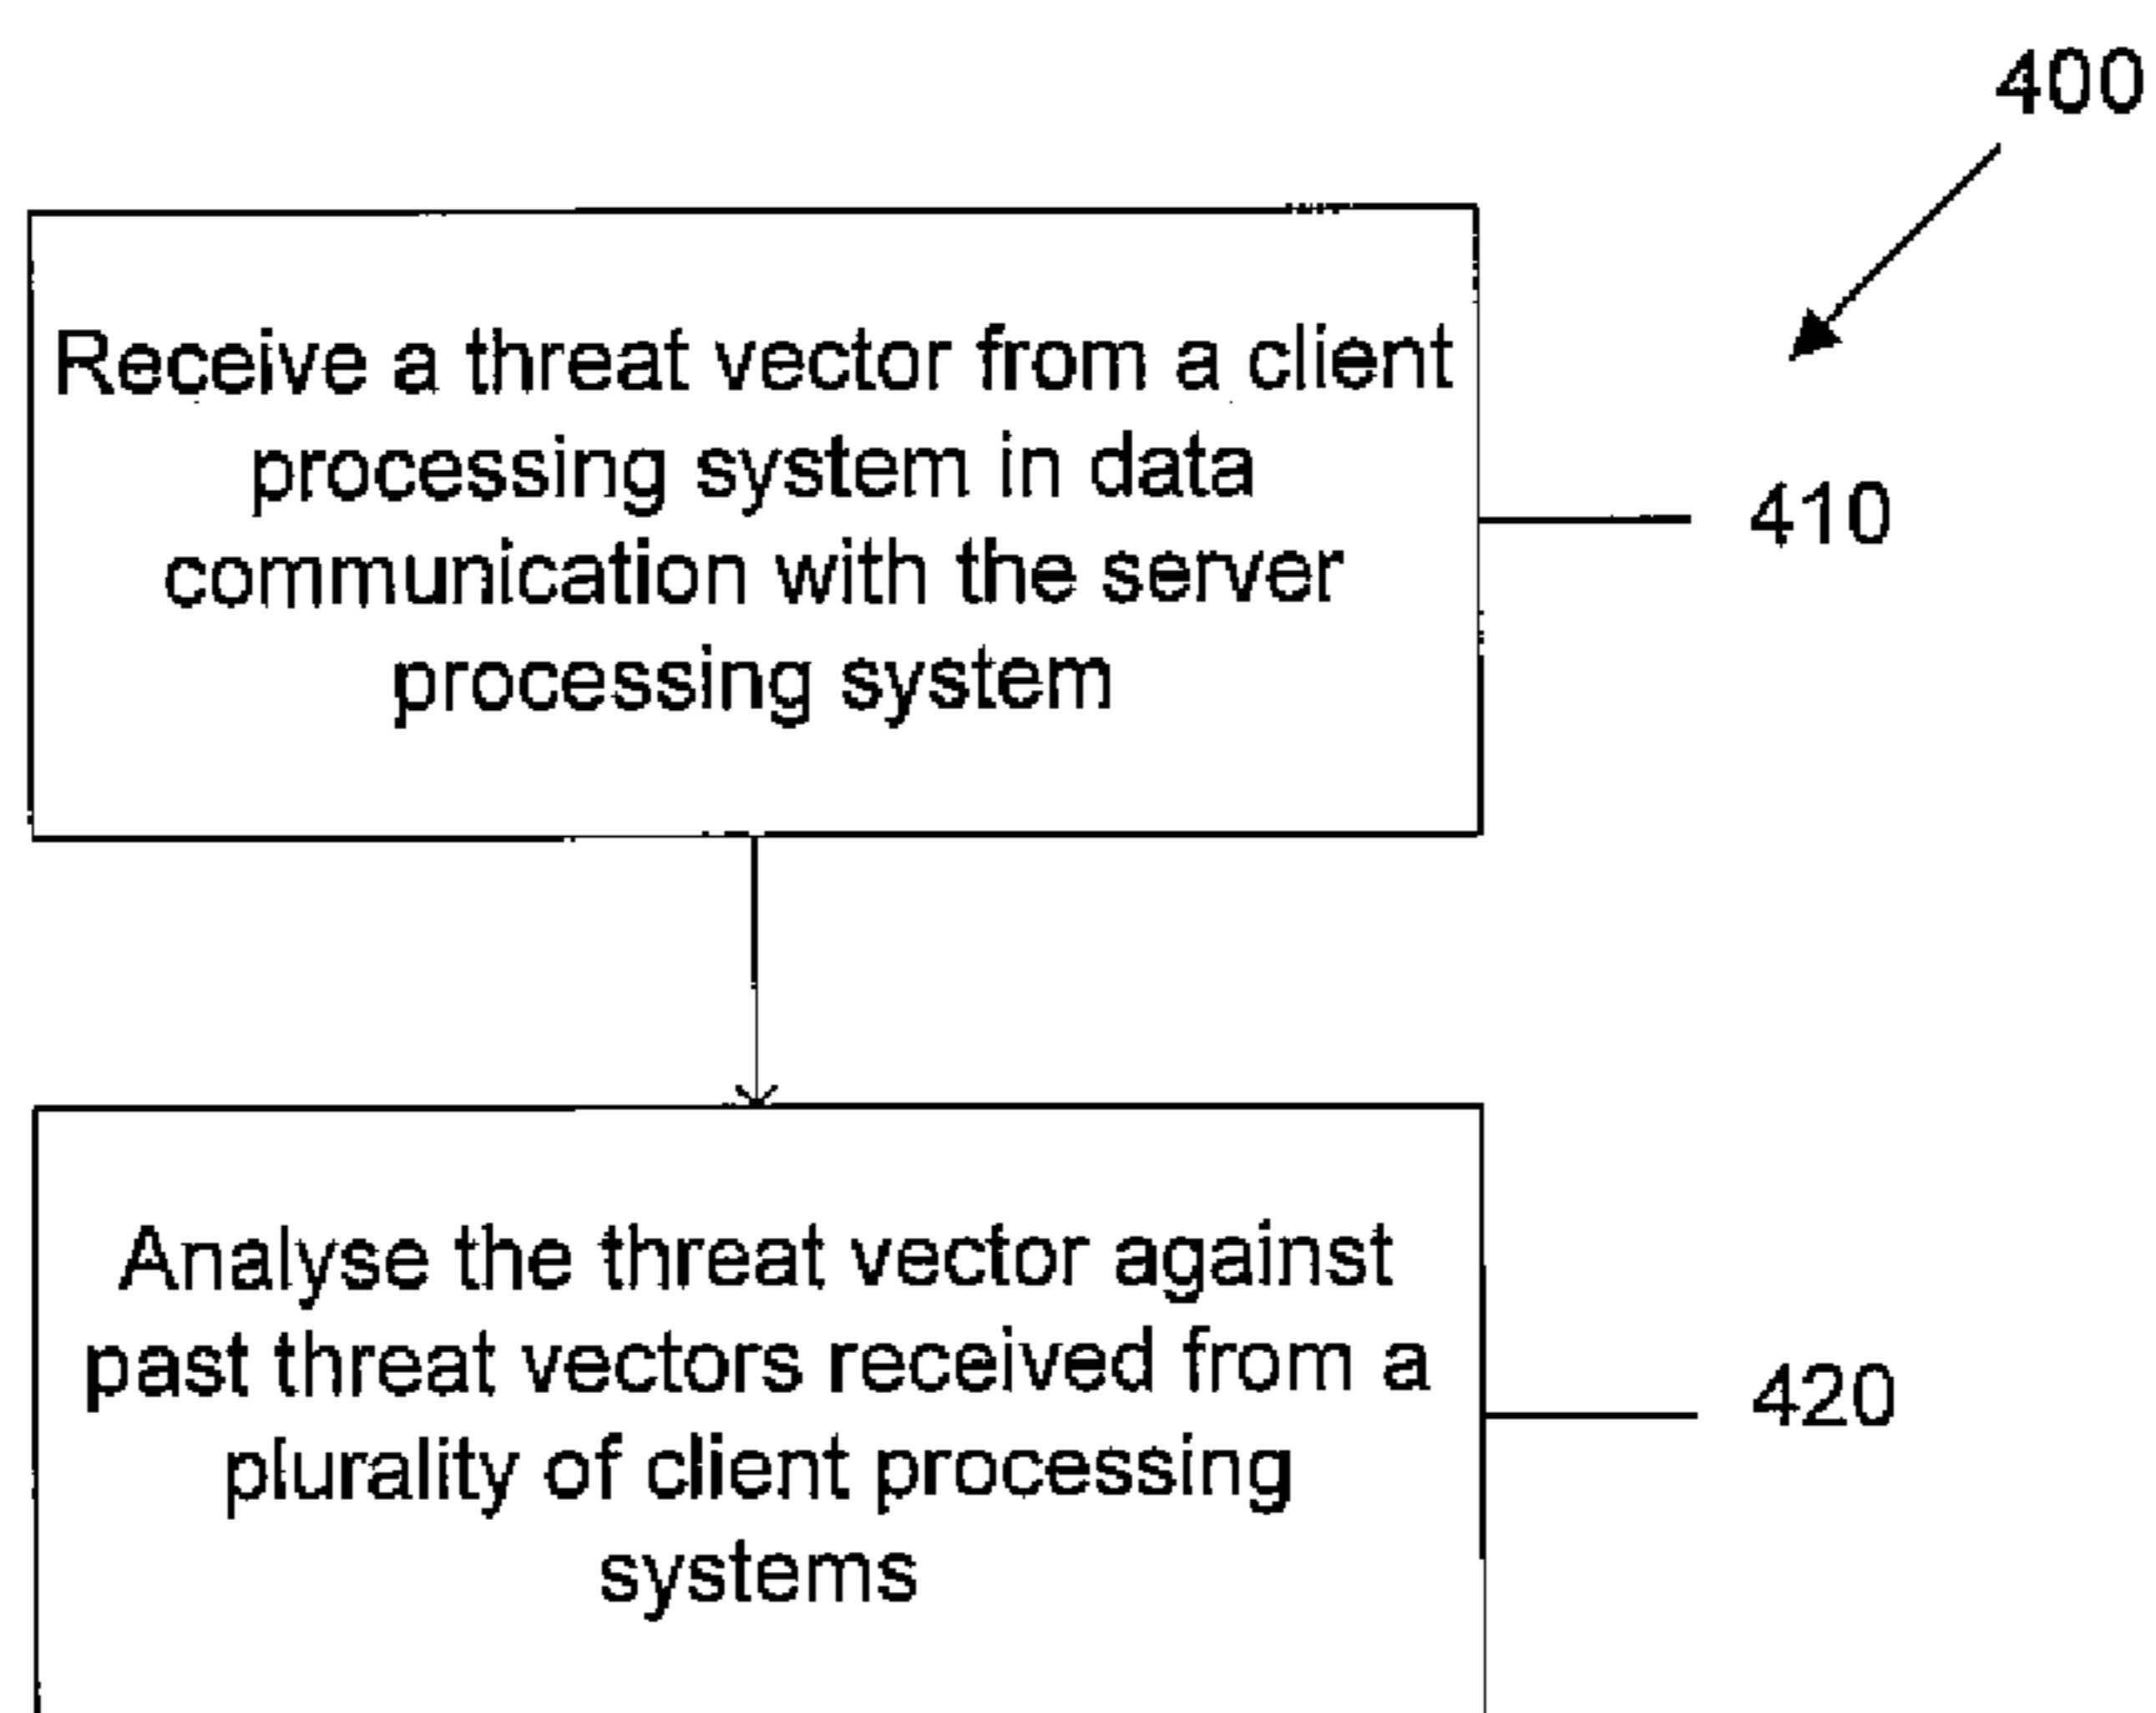 400
Receive a threat vector from a client
processing system in data
communication with the server
processing system
410
Analyse the threat vector against
past threat vectors received from a
plurality of client processing
systems
420